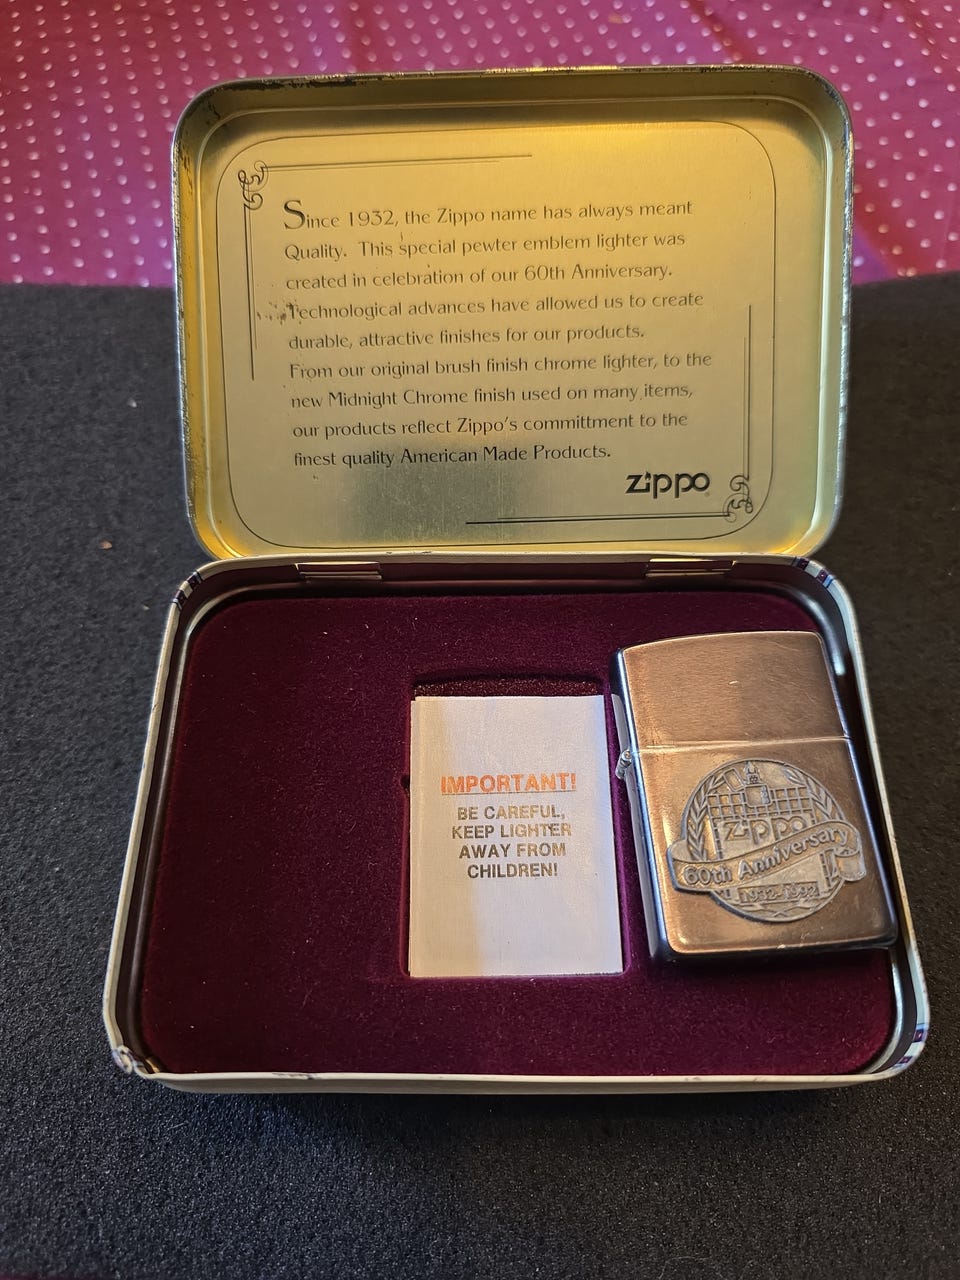 Since 1932, the Zippo name has always meant
Quality. This special pewter emblem lighter was
created in celebration of our 60th Anniversary.
Technological advances have allowed us to create
durable, attractive finishes for our products.
From our original brush finish chrome lighter, to the
new Midnight Chrome finish used on many items,
our products reflect Zippo's committment to the
finest quality American Made Products.
Zippo
IMPORTANT!
BE CAREFUL,
KEEP LIGHTER
AWAY FROM
CHILDREN!
Zippo
60th Anniversary
1932-1992